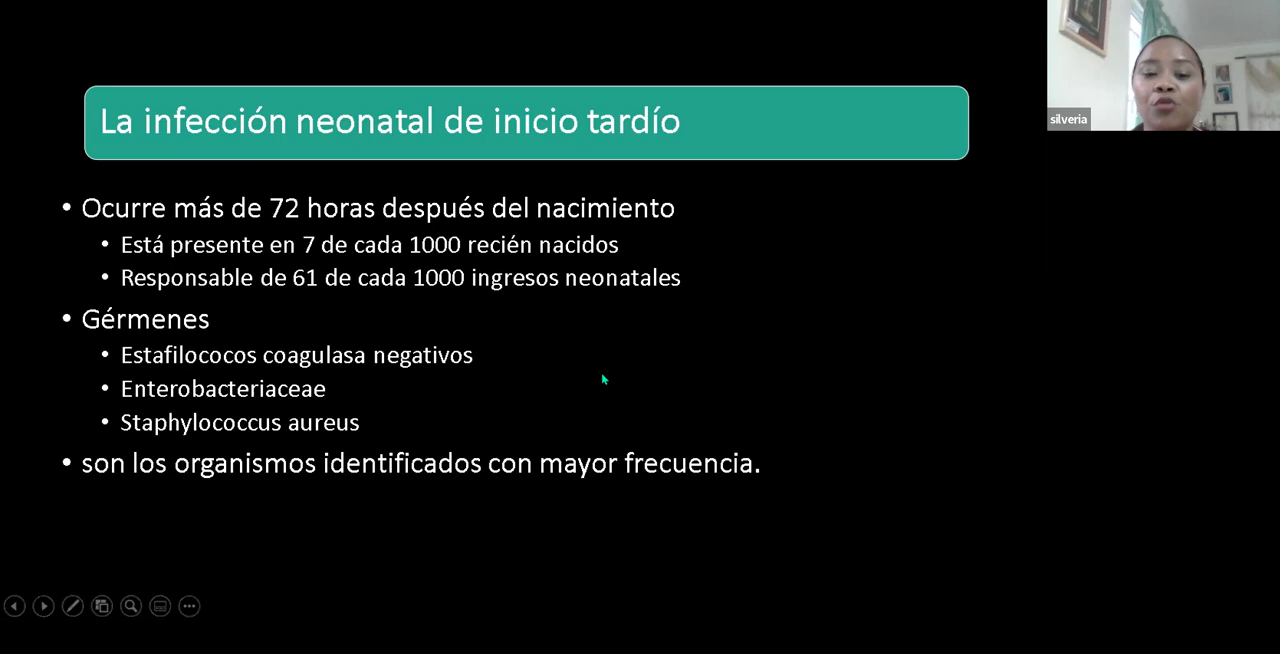 La infección neonatal de inicio tardío
• Ocurre más de 72 horas después del nacimiento
• Está presente en 7 de cada 1000 recién nacidos
• Responsable de 61 de cada 1000 ingresos neonatales
• Gérmenes
• Estafilococos coagulasa negativos
• Enterobacteriaceae
• Staphylococcus aureus
• son los organismos identificados con mayor frecuencia.
silveria